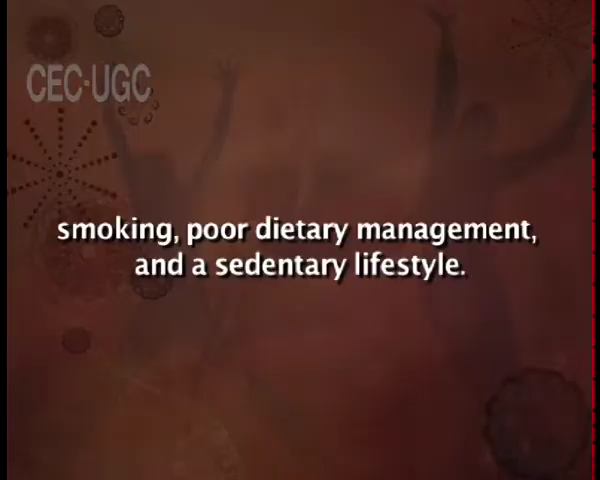 CEC-UGC
smoking, poor dietary management,
and a sedentary lifestyle.